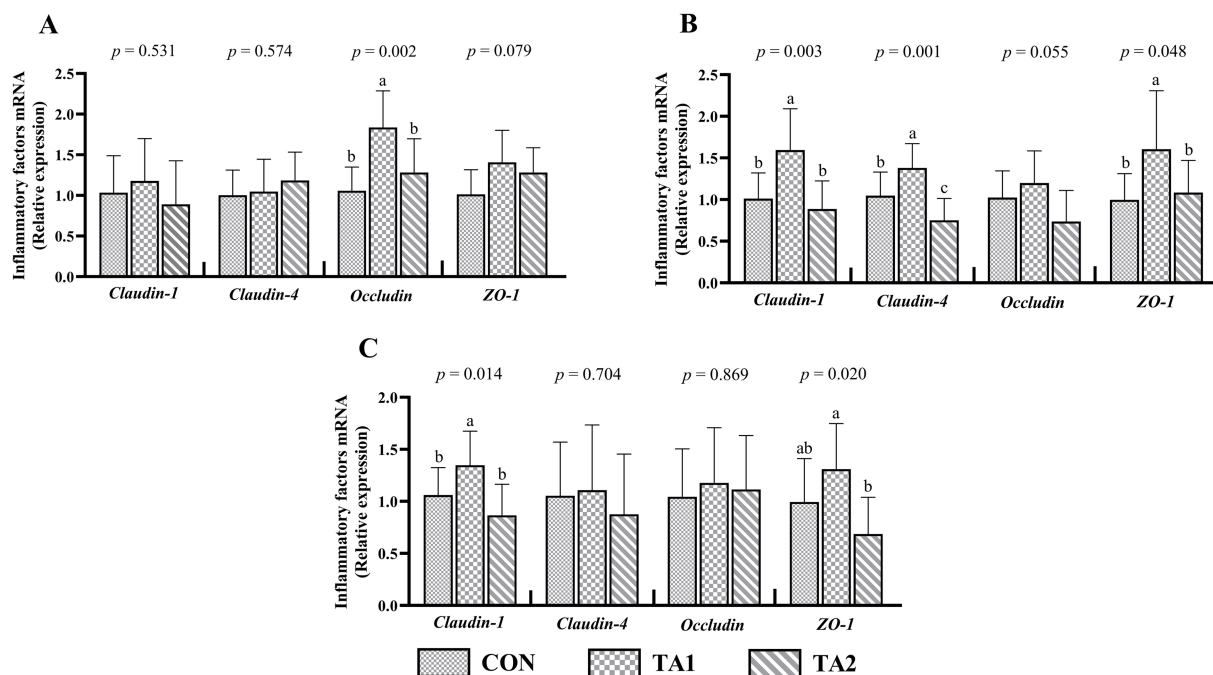 A
p = 0.531 p = 0.574 p = 0.002 p = 0.079
Inflammatory factors mRNA
(Relative expression)
2.5
2.0
1.5
1.0
0.5
0.0
b a b
Claudin-1 Claudin-4 Occludin ZO-1
B
p = 0.003 p = 0.001 p = 0.055 p = 0.048
Inflammatory factors mRNA
(Relative expression)
2.5
2.0
1.5
1.0
0.5
0.0
b a b b a c b a b
Claudin-1 Claudin-4 Occludin ZO-1
C
p = 0.014 p = 0.704 p = 0.869 p = 0.020
Inflammatory factors mRNA
(Relative expression)
2.0
1.5
1.0
0.5
0.0
b a b ab a b
Claudin-1 Claudin-4 Occludin ZO-1
CON TA1 TA2